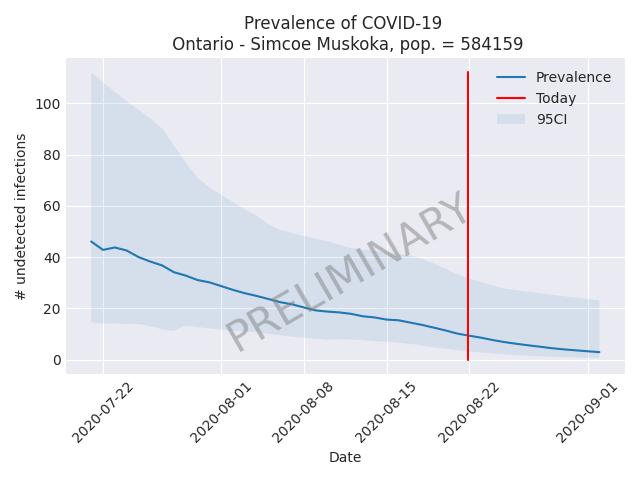 Prevalence of COVID-19
Ontario - Simcoe Muskoka, pop. = 584159
# undetected infections
100
80
60
40
20
0
Prevalence
Today
95CI
PRELIMINARY
2020-07-22
2020-08-01
2020-08-08
2020-08-15
2020-08-22
2020-09-01
Date